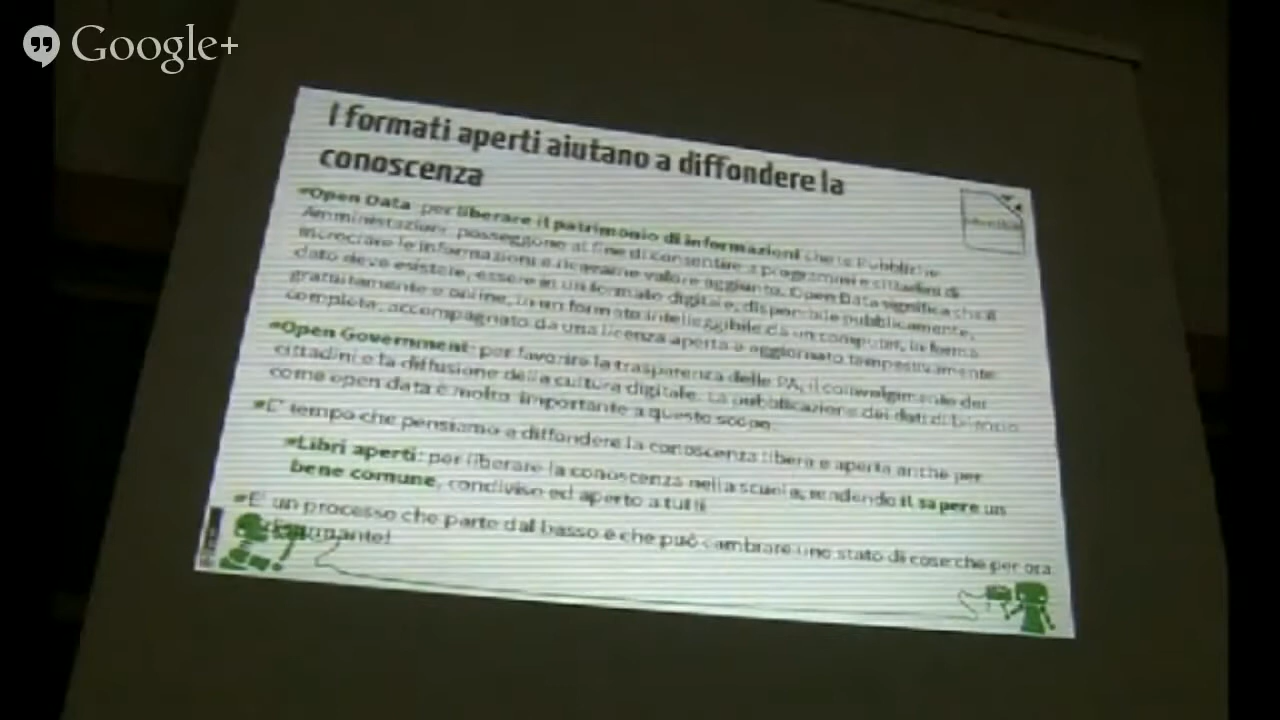 Google+
I formati aperti aiutano a diffondere la
conoscenza
Open Data: per liberare il patrimonio di informazioni che le Pubbliche
Amministrazioni posseggono al fine di consentire a programmi e cittadini di
incrociare le informazioni e ricavarne valore aggiunto. Open Data significa che il
dato deve esistere, essere in un formato digitale, disponibile pubblicamente,
gratuitamente e online, in un formato intelleggibile da un computer, in forma
completa, accompagnato da una licenza aperta e aggiornato tempestivamente
Open Government: per favorire la trasparenza delle PA, il coinvolgimento dei
cittadini e la diffusione della cultura digitale. La pubblicazione dei dati di bilancio
come open data è molto importante a questo scopo.
E' tempo che pensiamo a diffondere la conoscenza libera e aperta anche per
Libri aperti: per liberare la conoscenza nella scuola, rendendo il sapere un
bene comune, condiviso ed aperto a tutti
E' un processo che parte dal basso e che può cambiare uno stato di cose che per ora